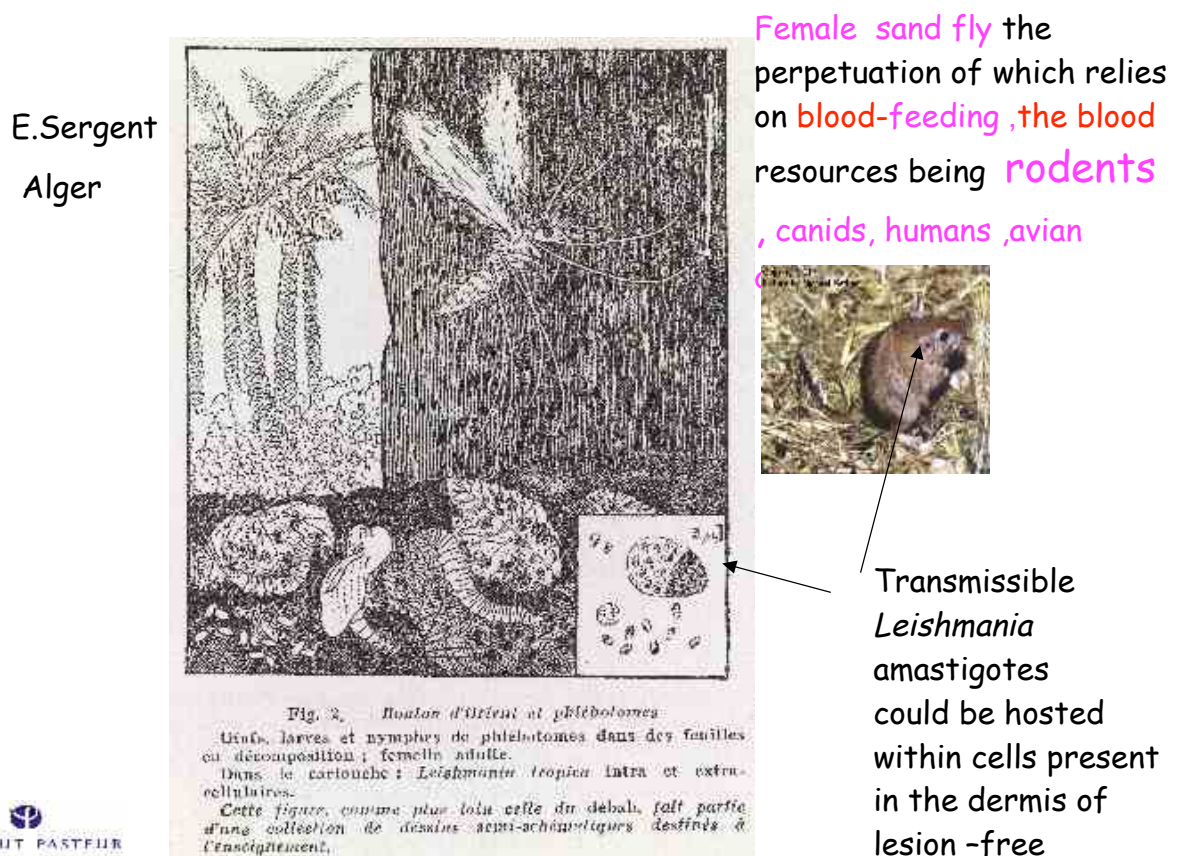 E.Sergent
Alger
Female sand fly the
perpetuation of which relies
on blood-feeding ,the blood
resources being rodents
, canids, humans ,avian
Fig. 2. Bouton d'Orient et phlébotomes
Œufs, larves et nymphes de phlébotomes dans des feuilles
en décomposition ; femelle adulte.
Dans le cartouche : Leishmania tropica intra et extra-
cellulaires.
Cette figure, comme plus loin celle du debab, fait partie
d'une collection de dessins semi-schématiques destinés à
l'enseignement.
Transmissible
Leishmania
amastigotes
could be hosted
within cells present
in the dermis of
lesion –free
UT PASTEUR